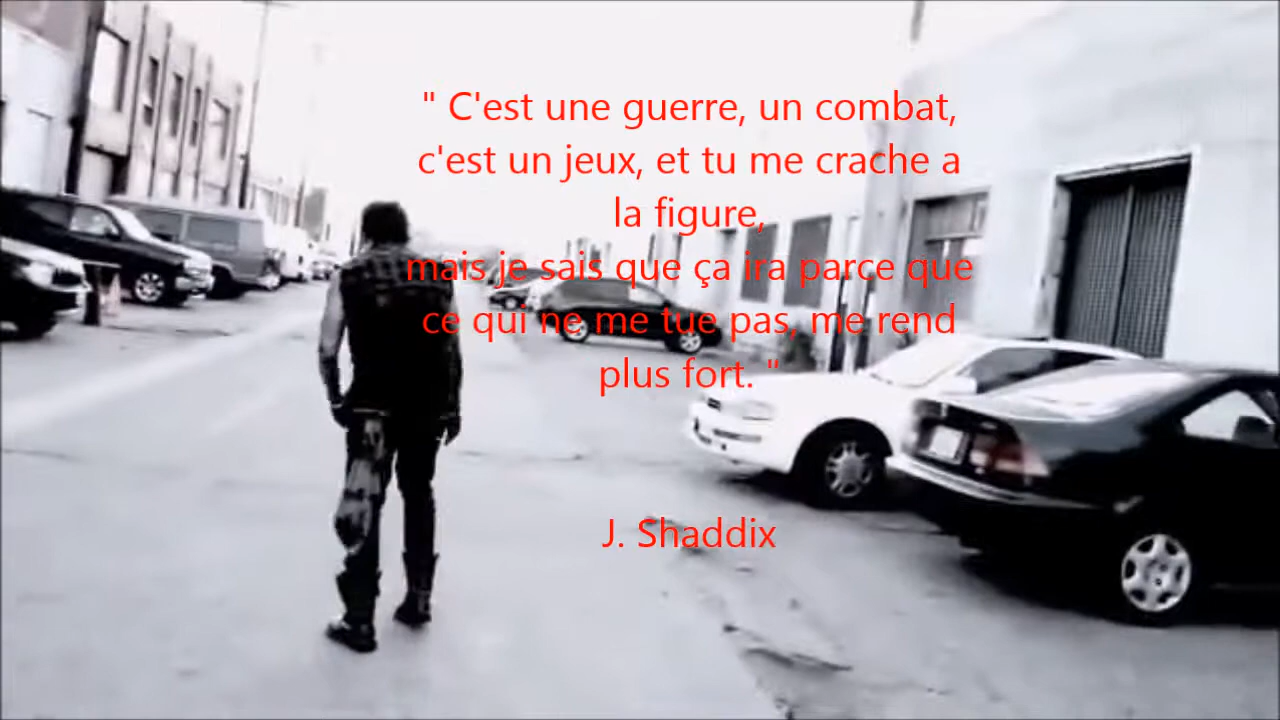 " C'est une guerre, un combat,
c'est un jeux, et tu me crache a
la figure,
mais je sais que ça ira parce que
ce qui ne me tue pas, me rend
plus fort. "
J. Shaddix